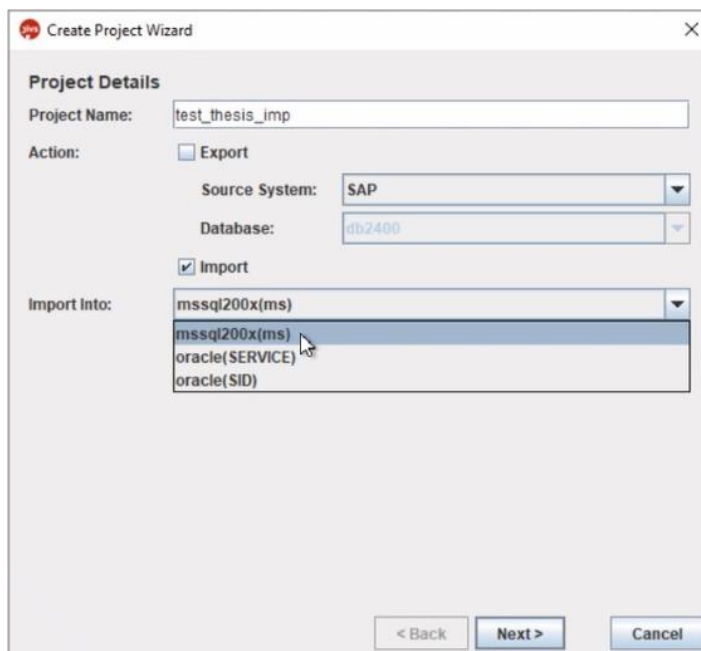 Create Project Wizard
Project Details
Project Name: test_thesis_imp
Action: Export
Source System: SAP
Database: db2400
Import
Import Into: mssql200x(ms)
mssql200x(ms)
oracle(SERVICE)
oracle(SID)
< Back Next > Cancel